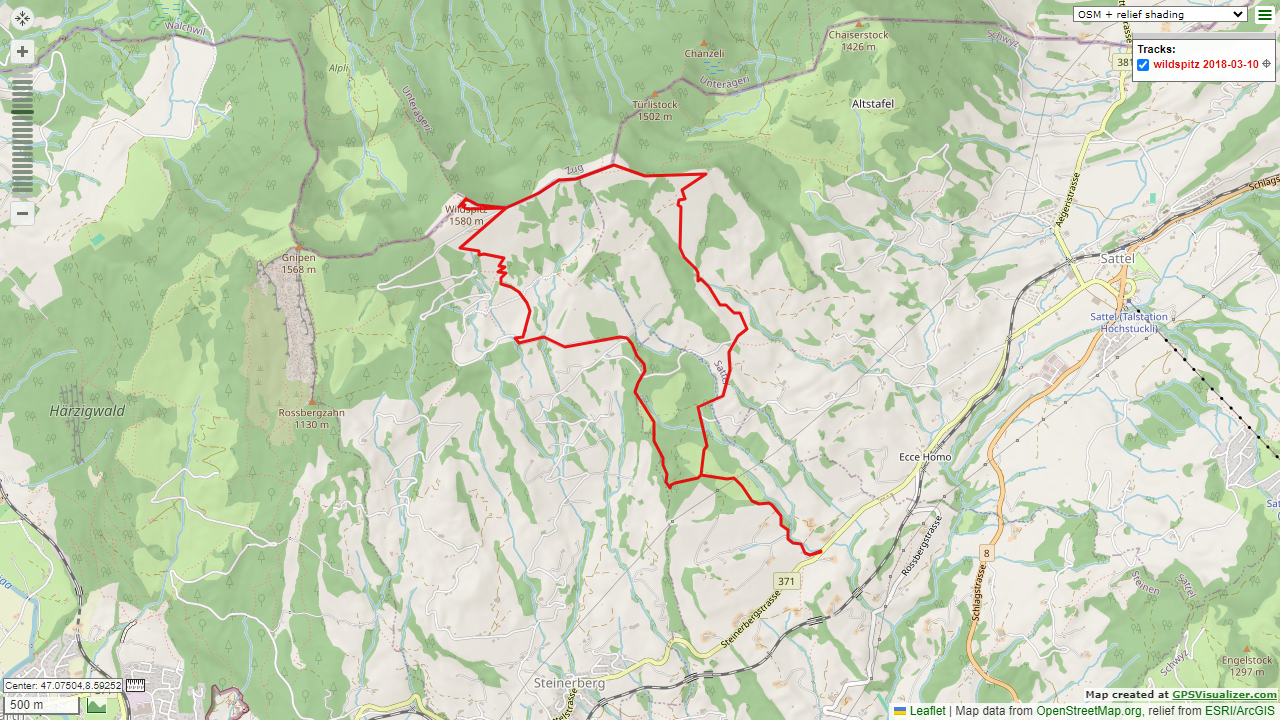 OSM + relief shading
Tracks:
wildspitz 2018-03-10
Walchwil
Alpli
Unterägeri
Chanzeli
Unterägeri
Türlistock
1502 m
Chaiserstock
1426 m
Schwyz
381
Altstafel
Schlags
Aegeristrasse
Zug
Wildspitz
1580 m
Gnipen
1568 m
Sattel
Sattel (Talstation
Hochstuckli)
Sattel
Härzigwald
Rossbergzahn
1130 m
Ecce Homo
Rossbergstrasse
8
371
Schlagstrasse
Steinen
Sattel
Steinerbergstrasse
Steinerberg
Schwyz
Engelstock
1297 m
Center: 47.07504,8.59252
500 m
Map created at GPSVisualizer.com
Leaflet | Map data from OpenStreetMap.org, relief from ESRI/ArcGIS